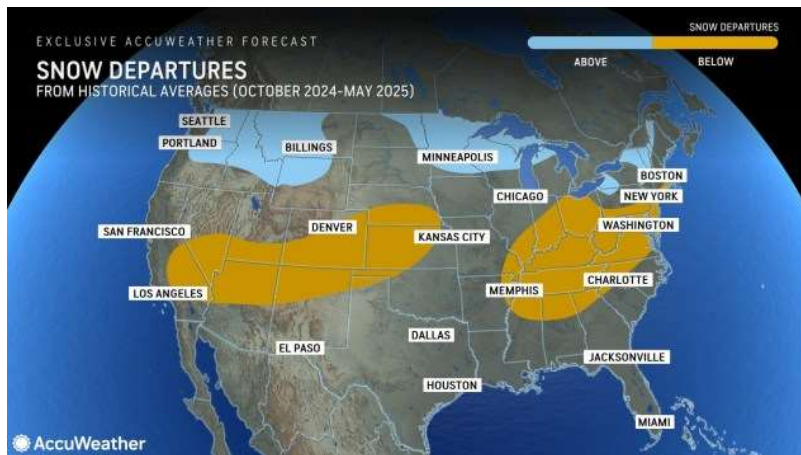 EXCLUSIVE ACCUWEATHER FORECAST
SNOW DEPARTURES
FROM HISTORICAL AVERAGES (OCTOBER 2024-MAY 2025)
SNOW DEPARTURES
ABOVE
BELOW
SEATTLE
PORTLAND
BILLINGS
MINNEAPOLIS
BOSTON
CHICAGO
NEW YORK
SAN FRANCISCO
DENVER
KANSAS CITY
WASHINGTON
LOS ANGELES
MEMPHIS
CHARLOTTE
DALLAS
EL PASO
JACKSONVILLE
HOUSTON
MIAMI
AccuWeather